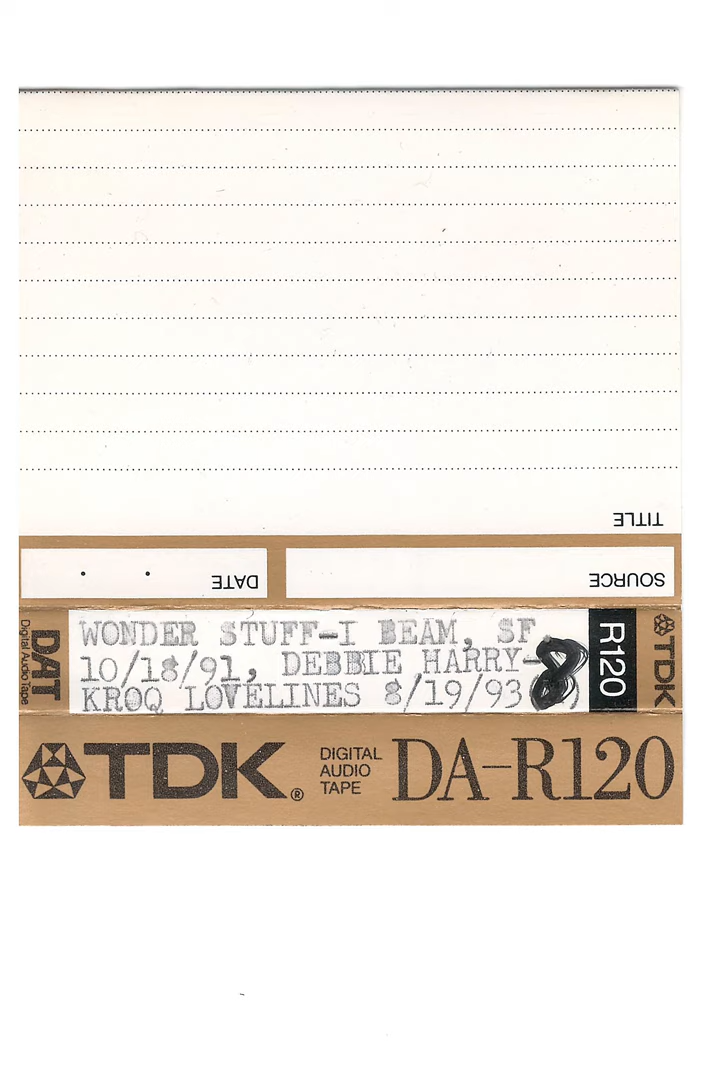 TITLE
SOURCE
DATE
WONDER STUFF-I BEAM, SF
10/18/91, DEBBIE HARRY-
KROQ LOVELINES 8/19/93
8
R120
TDK
DAT
Digital Audio Tape
TDK®
DIGITAL
AUDIO
TAPE
DA-R120